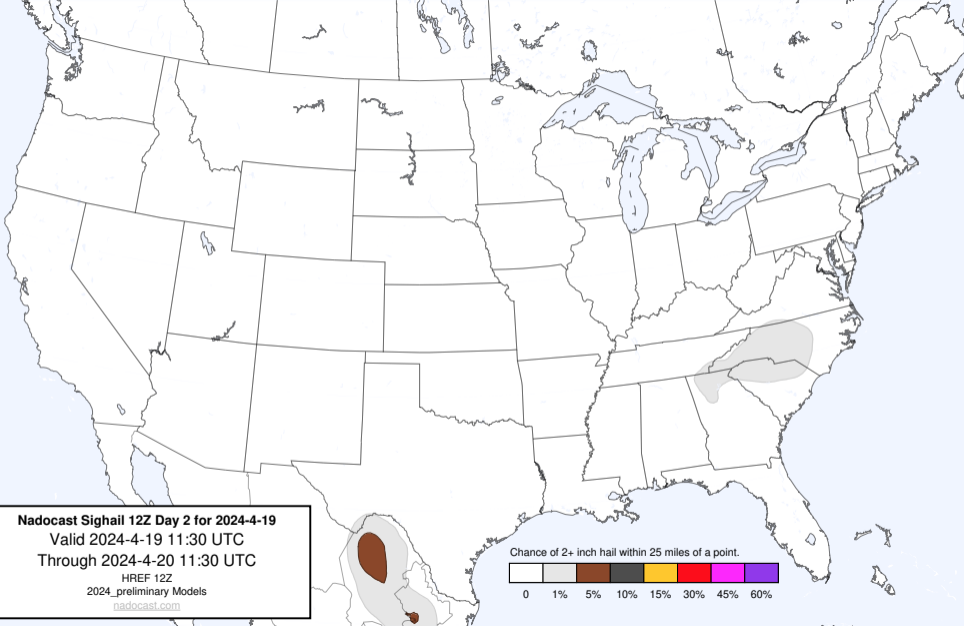 Nadocast Sighail 12Z Day 2 for 2024-4-19
Valid 2024-4-19 11:30 UTC
Through 2024-4-20 11:30 UTC
HREF 12Z
2024_preliminary Models
nadocast.com
Chance of 2+ inch hail within 25 miles of a point.
0 1% 5% 10% 15% 30% 45% 60%